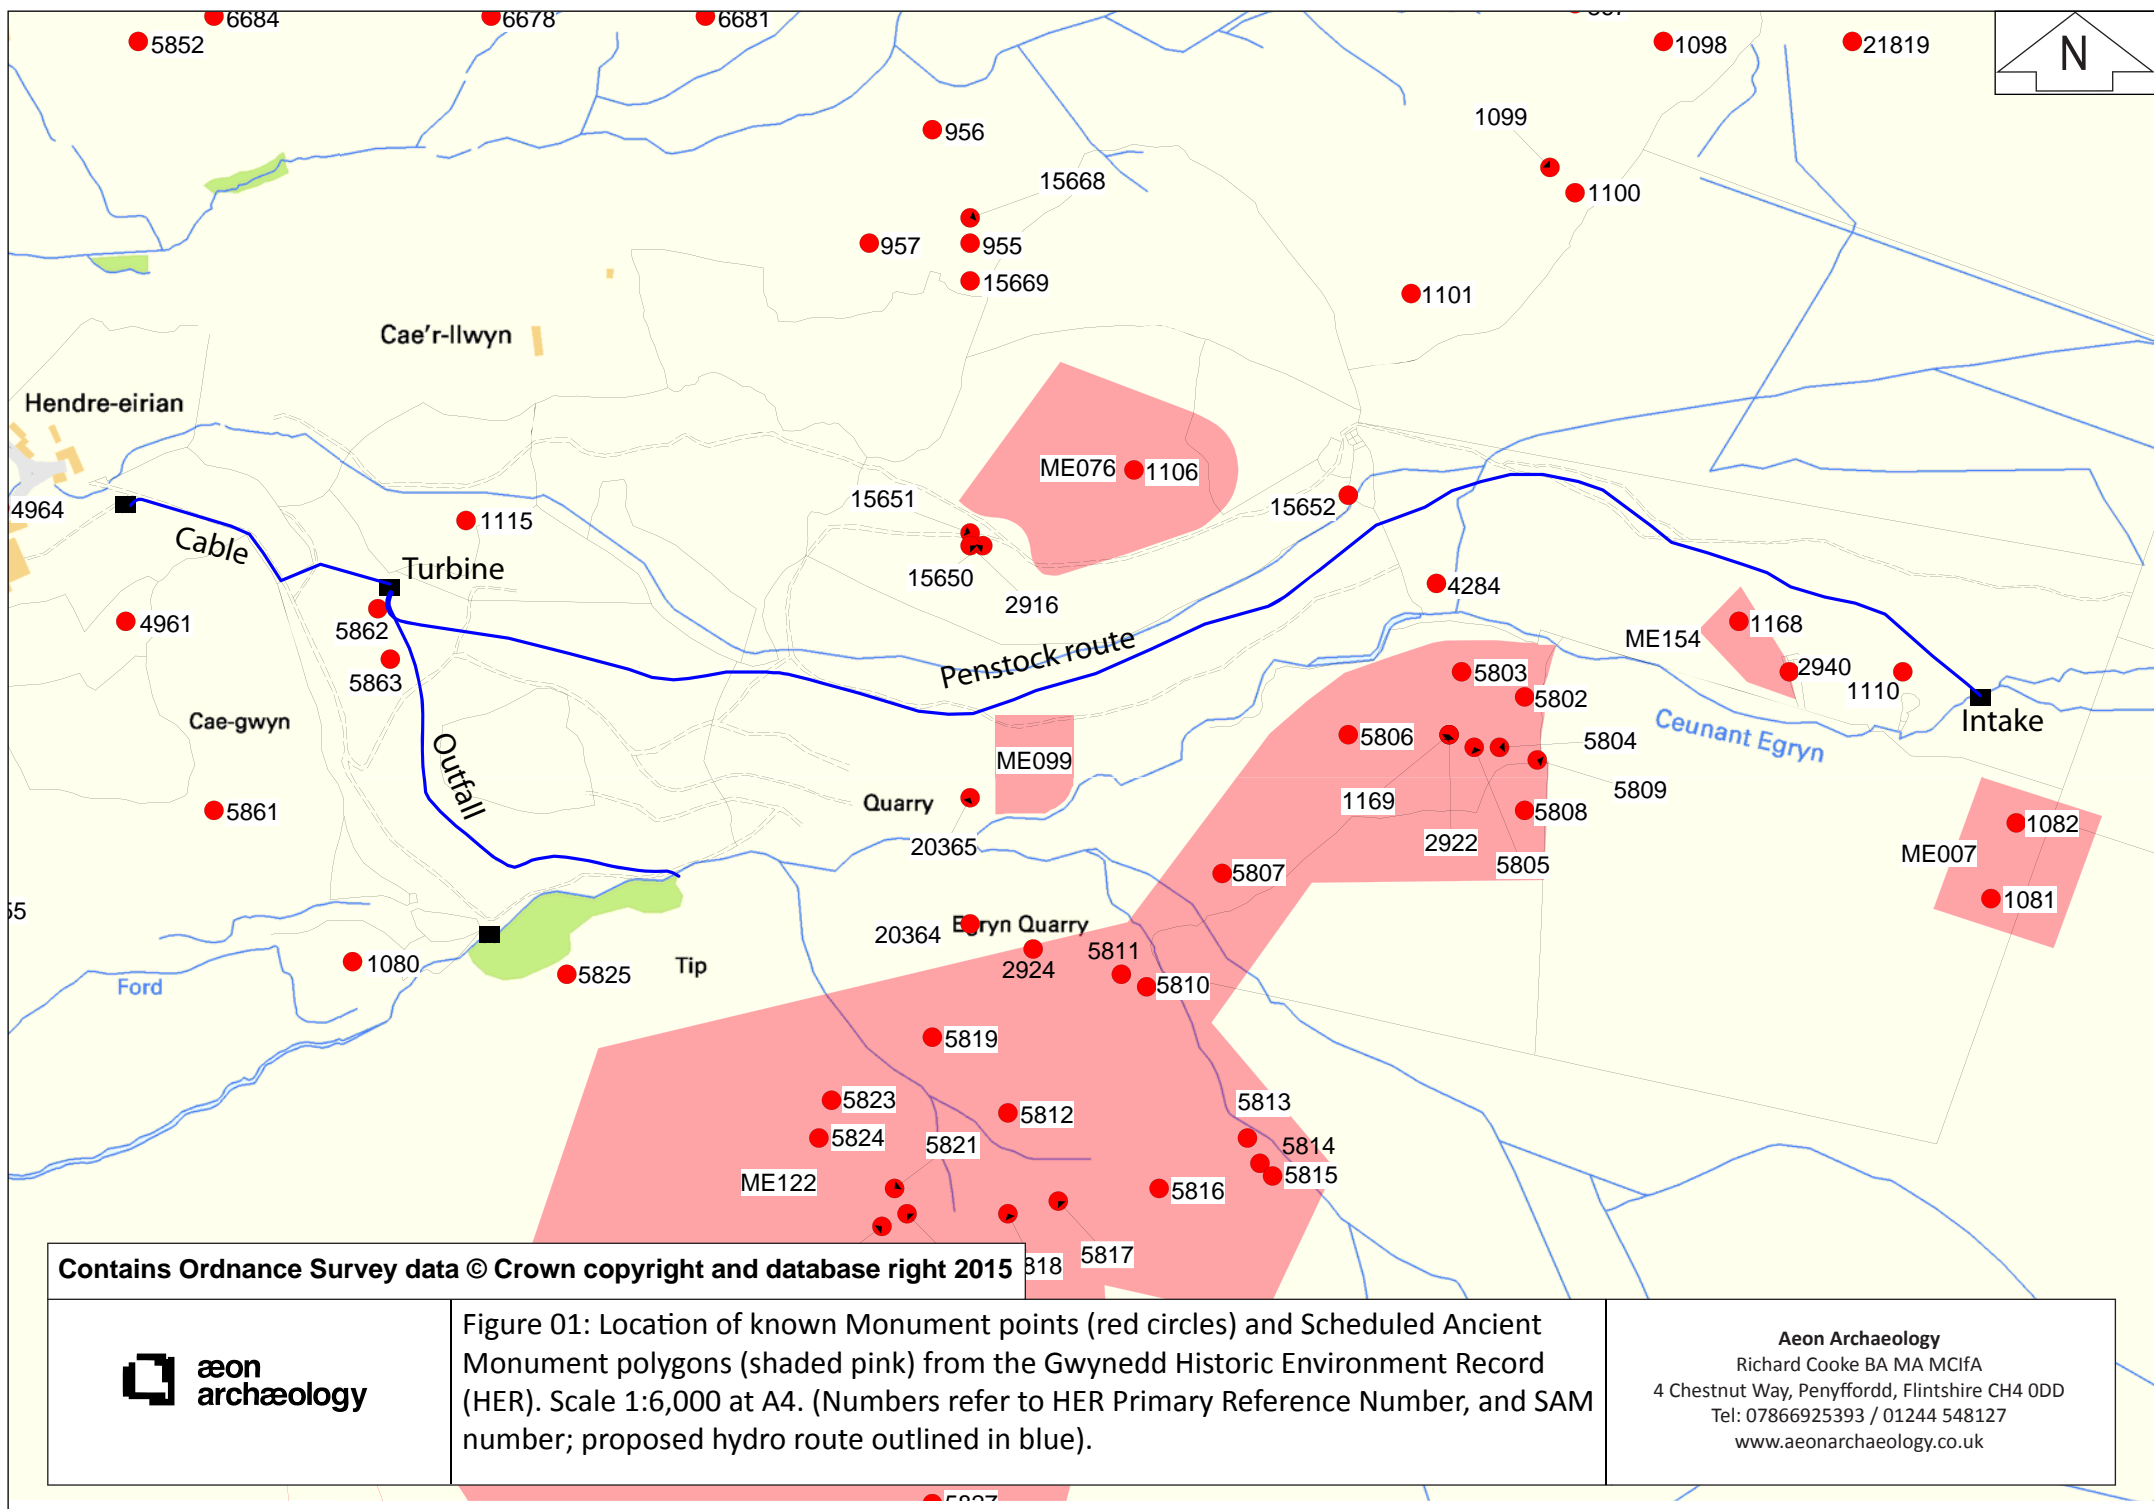 6684
6678
6681
5852
1098
21819
N
956
1099
15668
1100
957
955
15669
1101
Cae'r-llwyn
Hendre-eirian
ME076
1106
15651
15652
4964
1115
Cable
Turbine
15650
2916
4284
4961
5862
1168
ME154
Penstock route
5863
5803
2940
1110
5802
Cae-gwyn
Intake
Ceunant Egryn
5806
5804
ME099
Outfall
5809
Quarry
1169
5861
5808
1082
20365
2922
5805
ME007
5807
1081
55
20364
Egryn Quarry
5811
2924
1080
5825
Tip
5810
Ford
5819
5823
5812
5813
5824
5821
5814
5815
ME122
5816
5817
818
Contains Ordnance Survey data © Crown copyright and database right 2015
æon
archæology
Figure 01: Location of known Monument points (red circles) and Scheduled Ancient
Monument polygons (shaded pink) from the Gwynedd Historic Environment Record
(HER). Scale 1:6,000 at A4. (Numbers refer to HER Primary Reference Number, and SAM
number; proposed hydro route outlined in blue).
Aeon Archaeology
Richard Cooke BA MA MCIfA
4 Chestnut Way, Penyffordd, Flintshire CH4 0DD
Tel: 07866925393 / 01244 548127
www.aeonarchaeology.co.uk